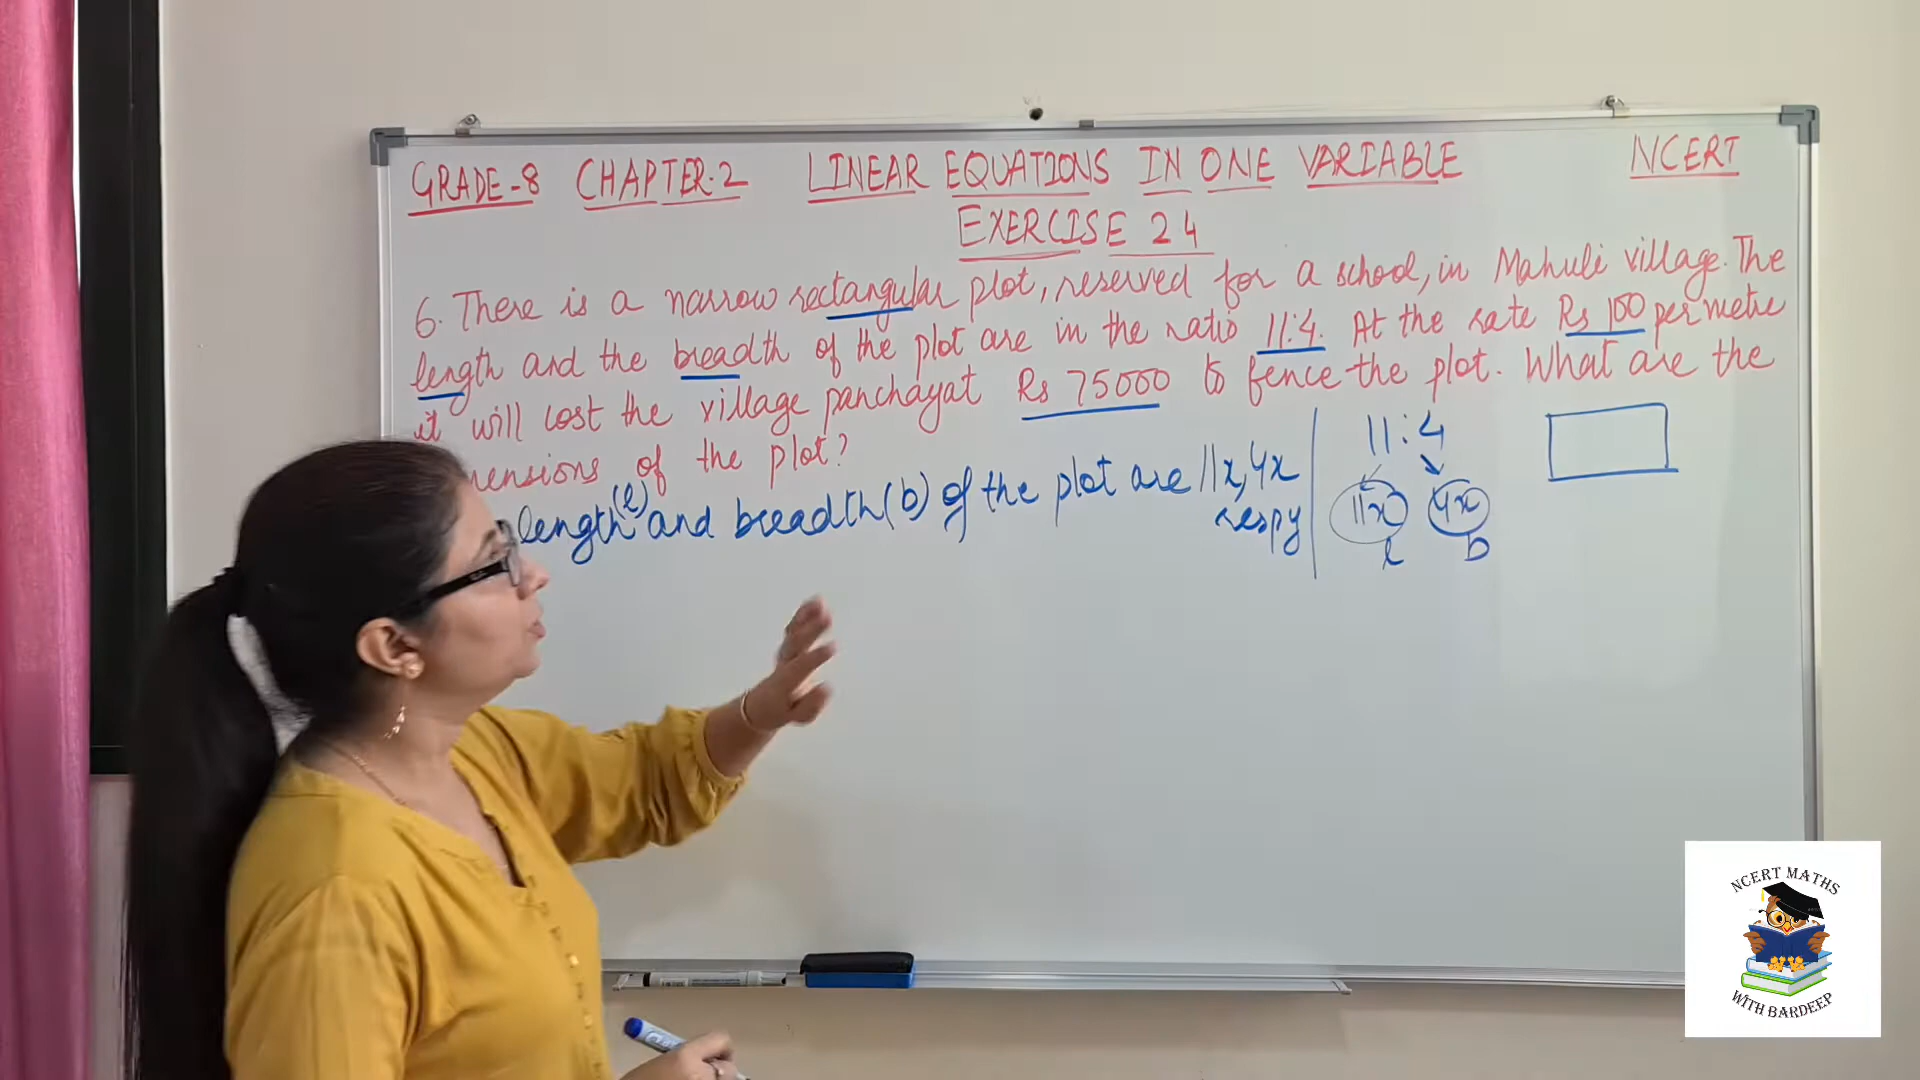 GRADE-8 CHAPTER-2 LINEAR EQUATIONS IN ONE VARIABLE NCERT
EXERCISE 2.4
6. There is a narrow rectangular plot, reserved for a school, in Mahuli village. The
length and the breadth of the plot are in the ratio 11:4. At the rate Rs 100 per metre
it will cost the village panchayat Rs 75000 to fence the plot. What are the
mensions of the plot?
length (l) and breadth (b) of the plot are 11x, 4x
respy
11:4
11x 4x
l b
NCERT MATHS
WITH BARDEEP